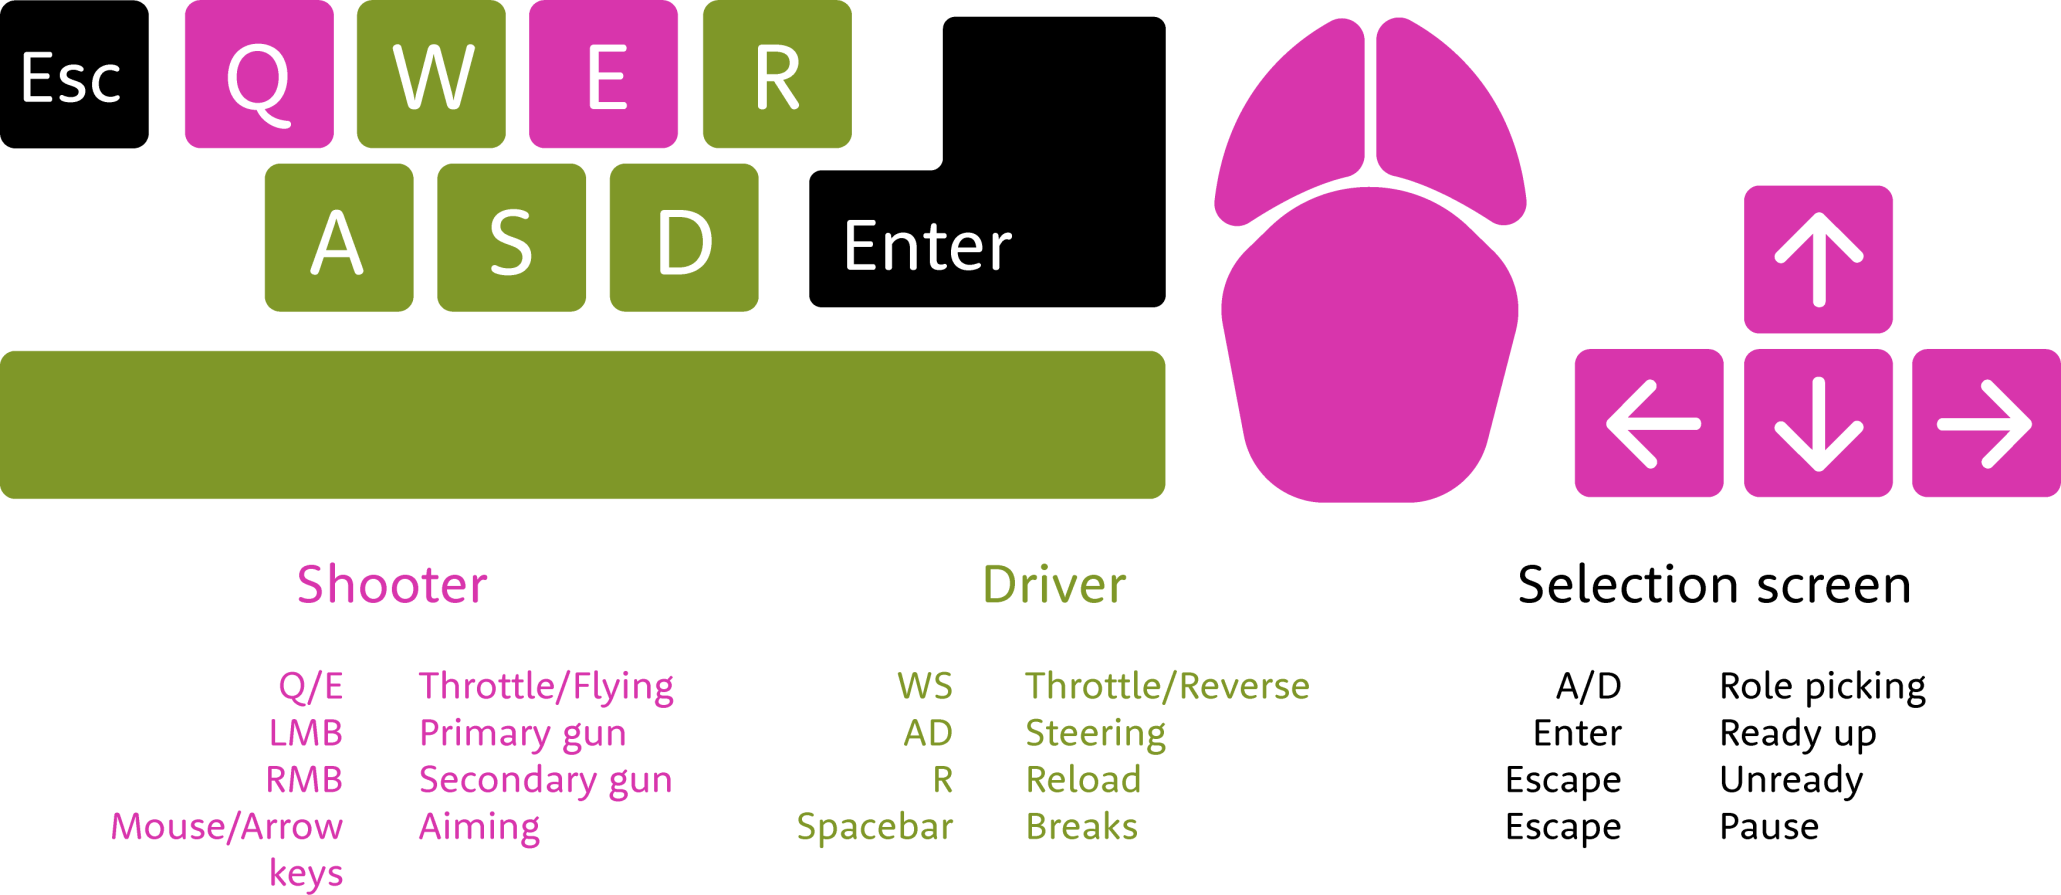 Esc Q W E R
A S D Enter
Shooter
Q/E Throttle/Flying
LMB Primary gun
RMB Secondary gun
Mouse/Arrow Aiming
keys
Driver
WS Throttle/Reverse
AD Steering
R Reload
Spacebar Breaks
Selection screen
A/D Role picking
Enter Ready up
Escape Unready
Escape Pause